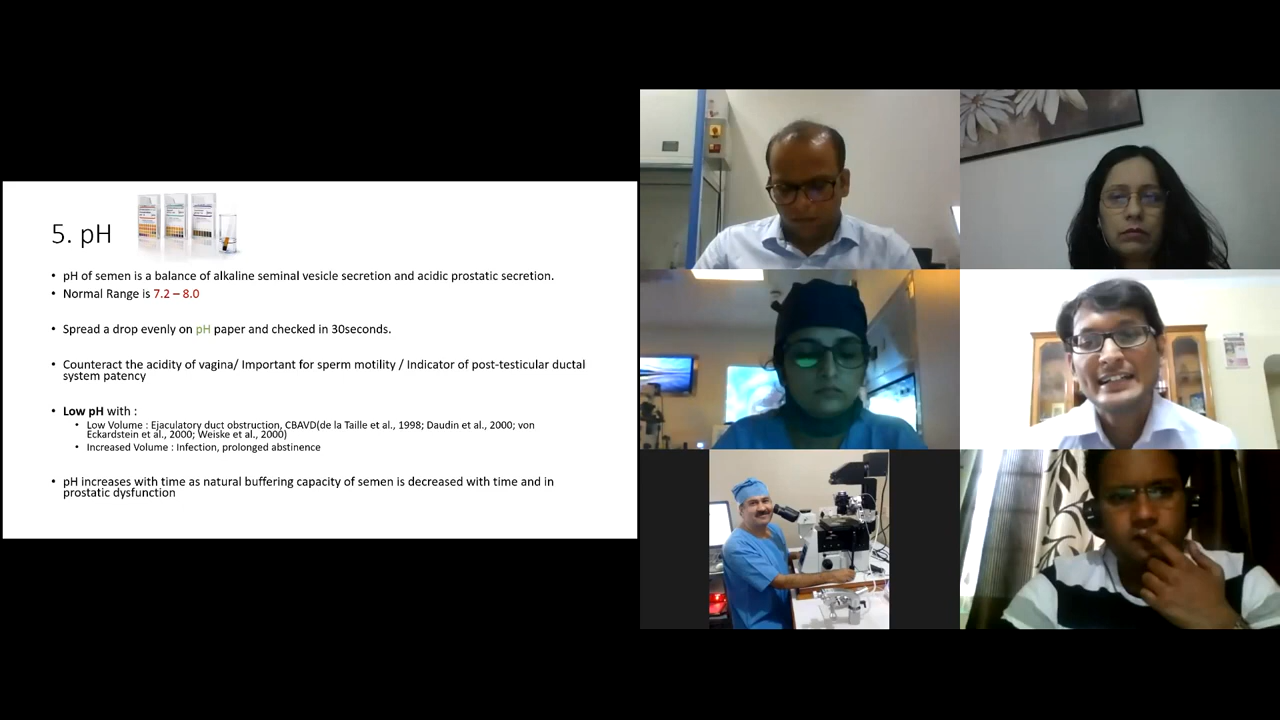 5. pH
• pH of semen is a balance of alkaline seminal vesicle secretion and acidic prostatic secretion.
• Normal Range is 7.2 – 8.0
• Spread a drop evenly on pH paper and checked in 30seconds.
• Counteract the acidity of vagina/ Important for sperm motility / Indicator of post-testicular ductal
system patency
• Low pH with :
• Low Volume : Ejaculatory duct obstruction, CBAVD(de la Taille et al., 1998; Daudin et al., 2000; von
Eckardstein et al., 2000; Weiske et al., 2000)
• Increased Volume : Infection, prolonged abstinence
• pH increases with time as natural buffering capacity of semen is decreased with time and in
prostatic dysfunction